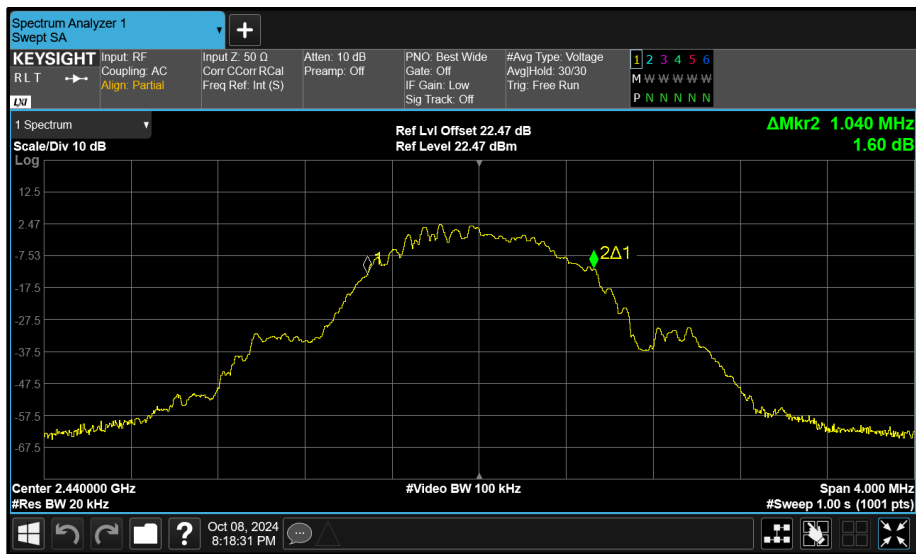 Spectrum Analyzer 1
Swept SA
+
KEYSIGHT
RLT
LXI
Input: RF
Coupling: AC
Align: Partial
Input Z: 50 Ω
Corr CCorr RCal
Freq Ref: Int (S)
Atten: 10 dB
Preamp: Off
PNO: Best Wide
Gate: Off
IF Gain: Low
Sig Track: Off
#Avg Type: Voltage
Avg|Hold: 30/30
Trig: Free Run
1 2 3 4 5 6
M W W W W W
P N N N N N
1 Spectrum
Scale/Div 10 dB
Ref Lvl Offset 22.47 dB
Ref Level 22.47 dBm
ΔMkr2 1.040 MHz
1.60 dB
Log
12.5
2.47
-7.53
-17.5
-27.5
-37.5
-47.5
-57.5
-67.5
1
2Δ1
Center 2.440000 GHz
#Video BW 100 kHz
Span 4.000 MHz
#Res BW 20 kHz
#Sweep 1.00 s (1001 pts)
?
Oct 08, 2024
8:18:31 PM